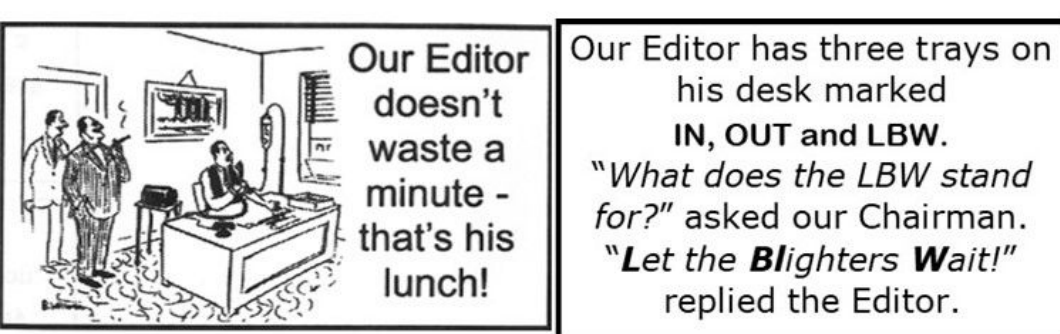 Our Editor
doesn't
waste a
minute -
that's his
lunch!
Our Editor has three trays on
his desk marked
IN, OUT and LBW.
"What does the LBW stand
for?" asked our Chairman.
"Let the Blighters Wait!"
replied the Editor.